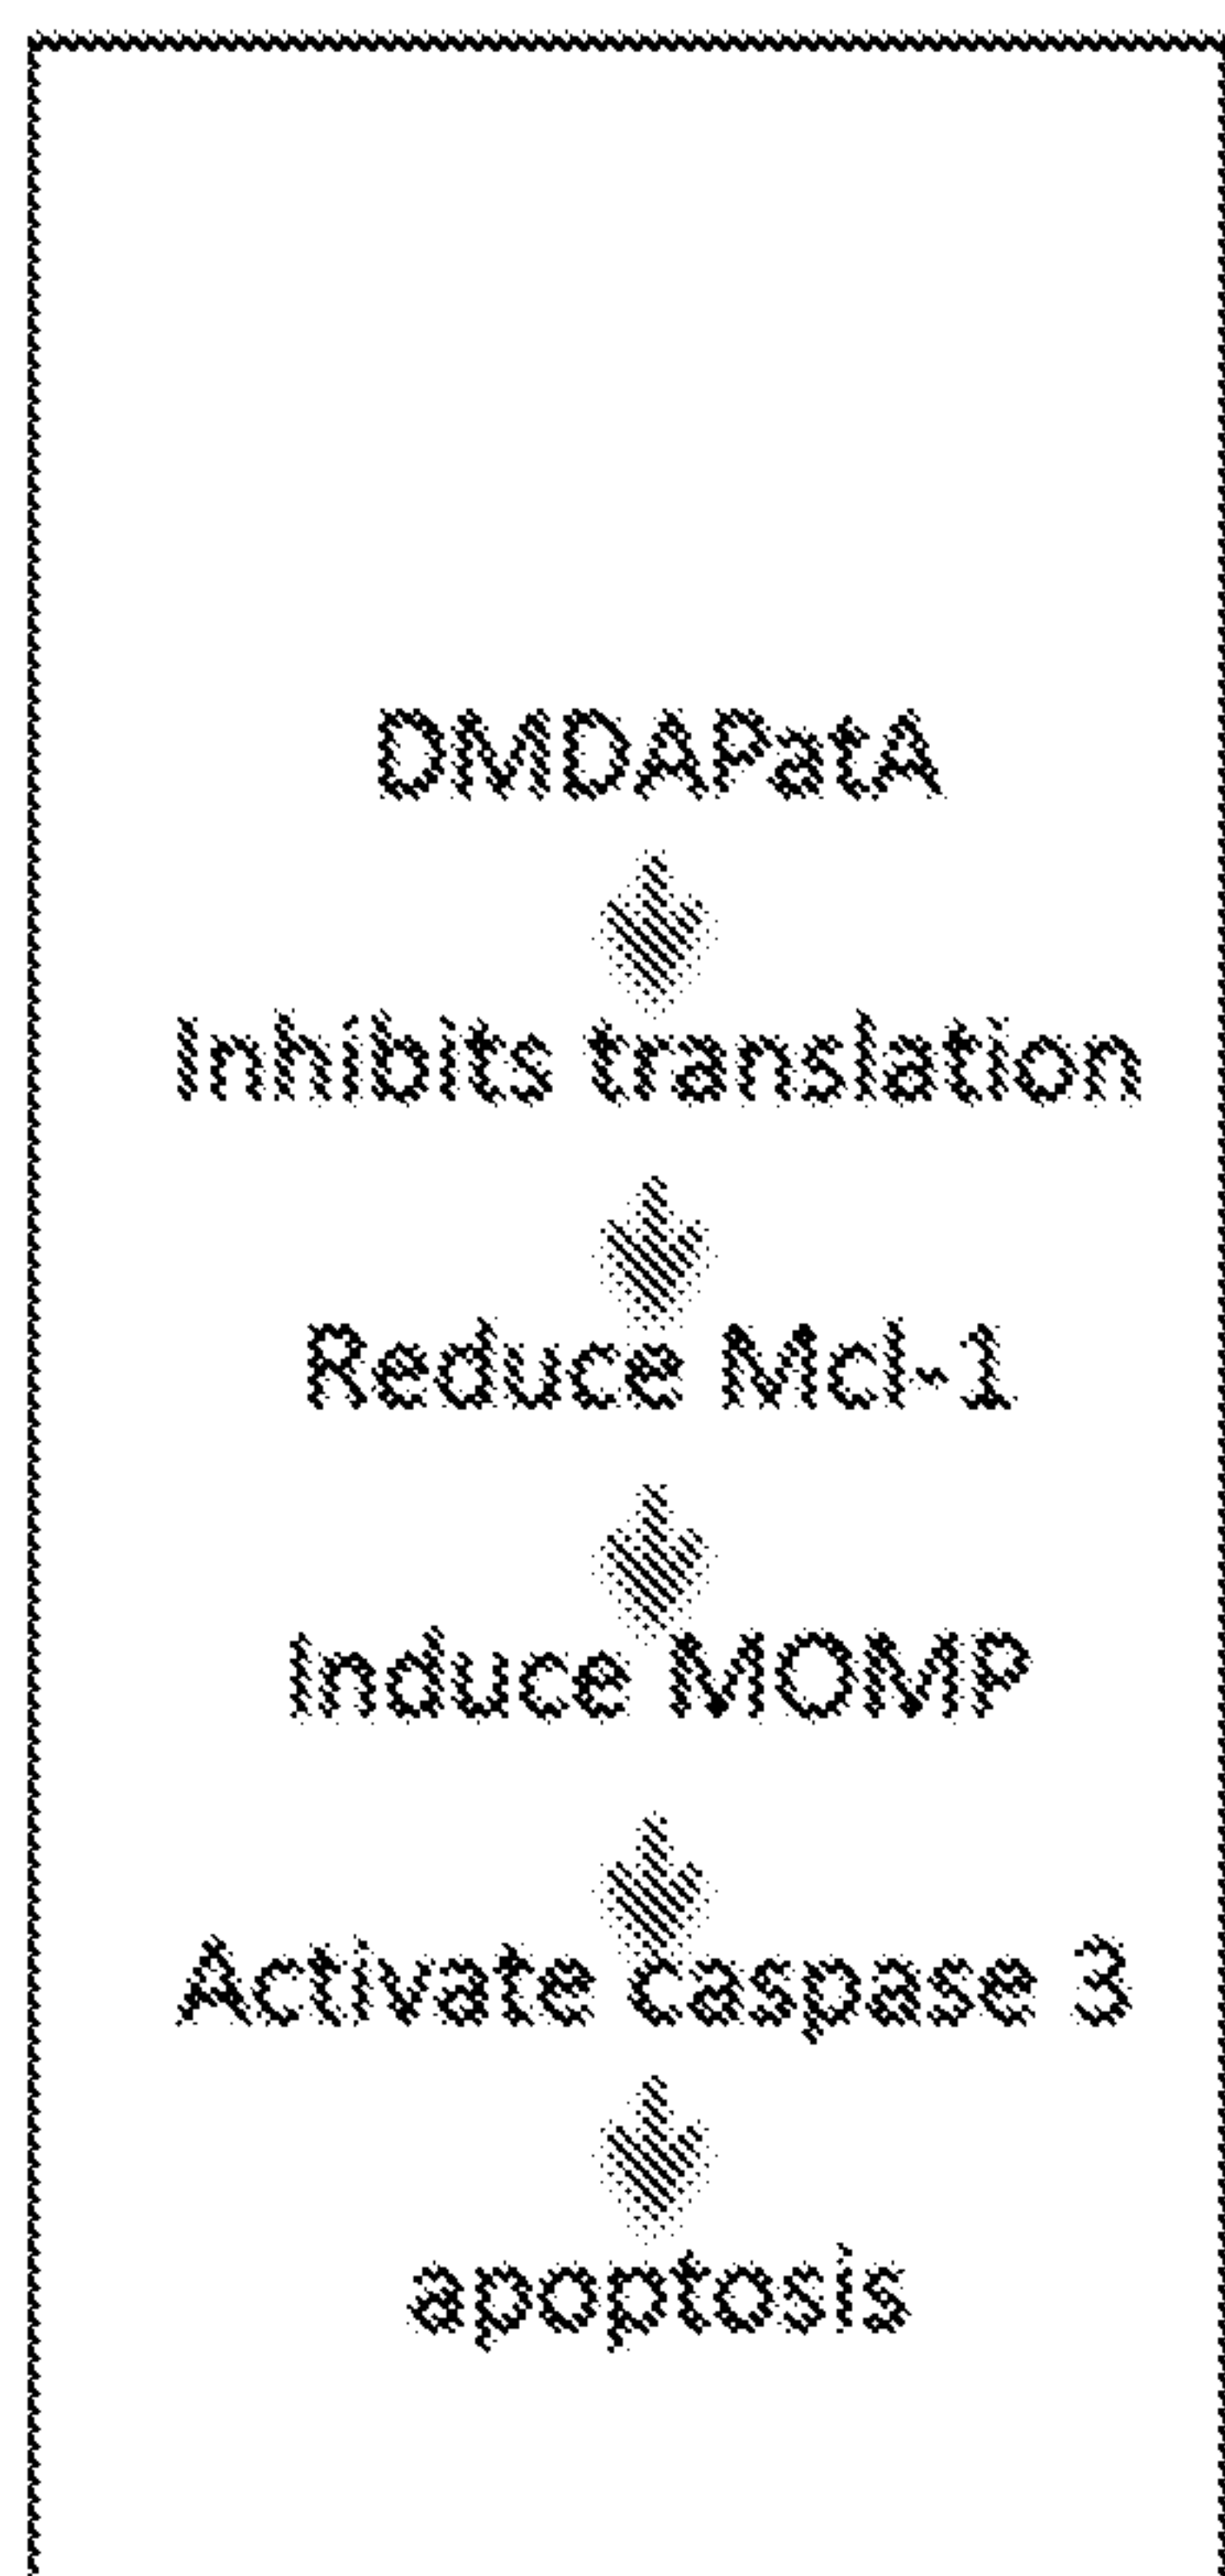 DMDAPatA
Inhibits translation
Reduce Mcl-1
Induce MOMP
Activate caspase 3
apoptosis